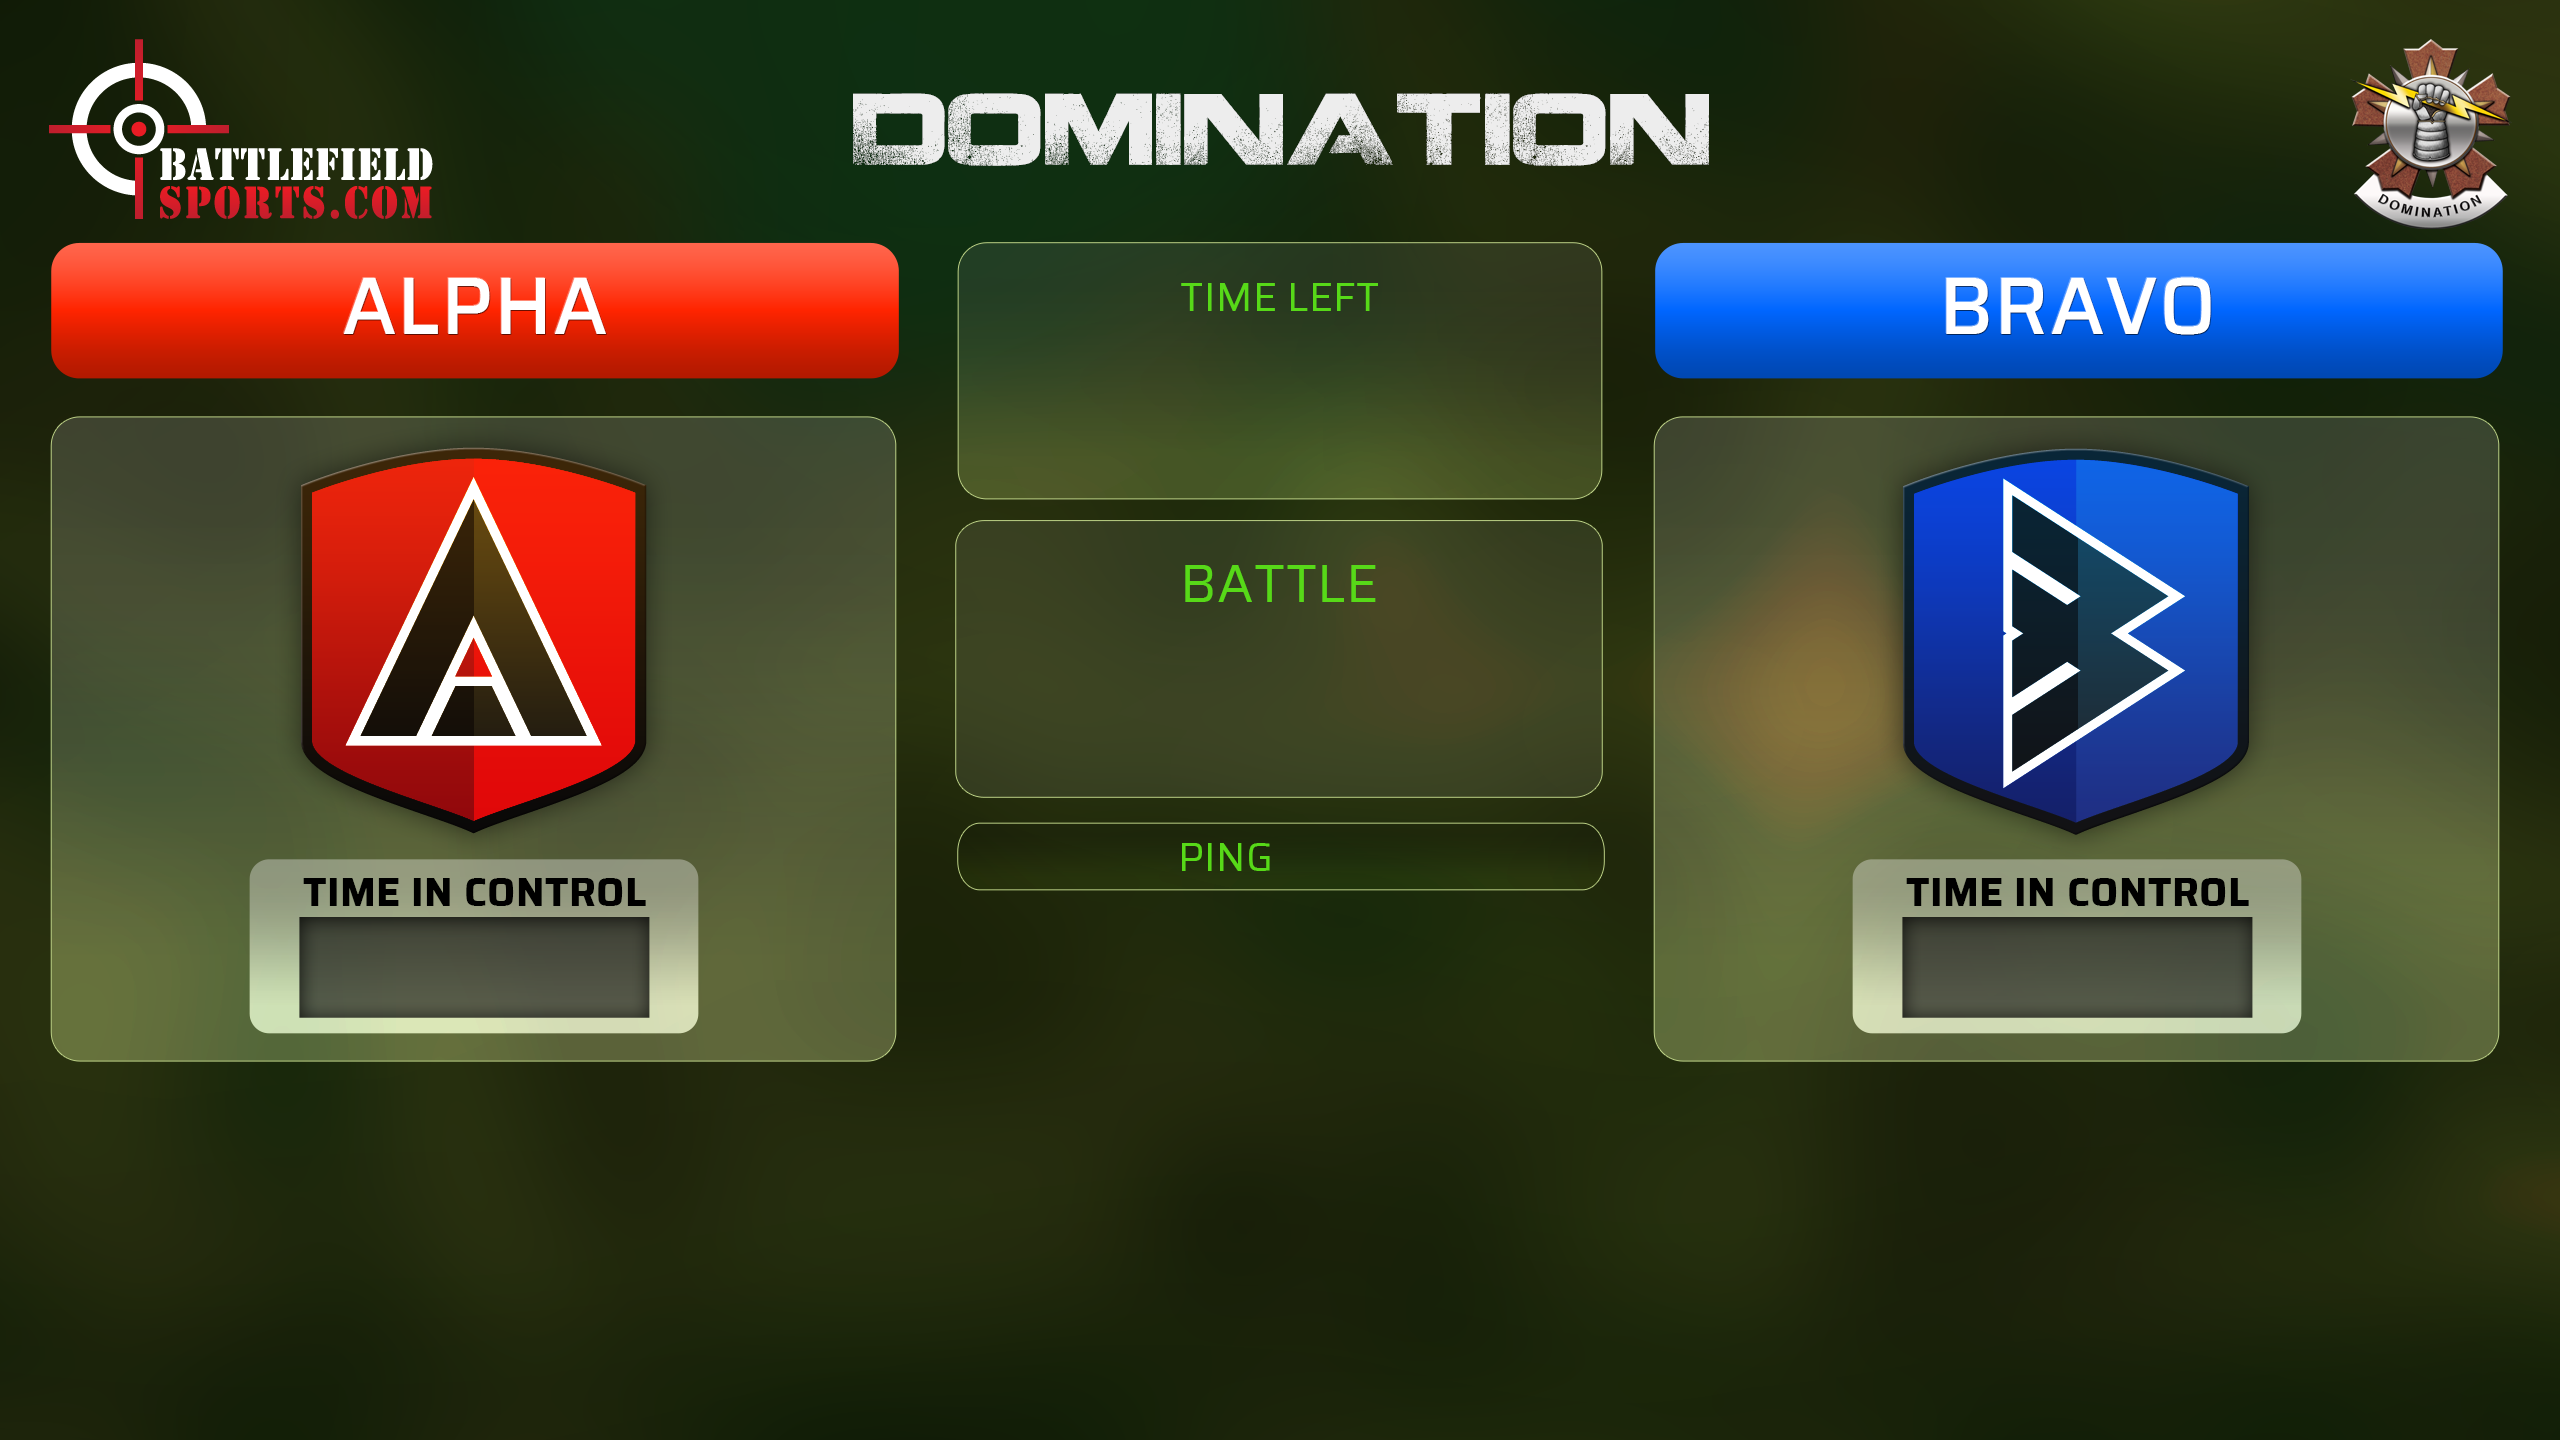 BATTLEFIELD
SPORTS.COM
DOMINATION
DOMINATION
ALPHA
TIME LEFT
BRAVO
BATTLE
PING
TIME IN CONTROL
TIME IN CONTROL